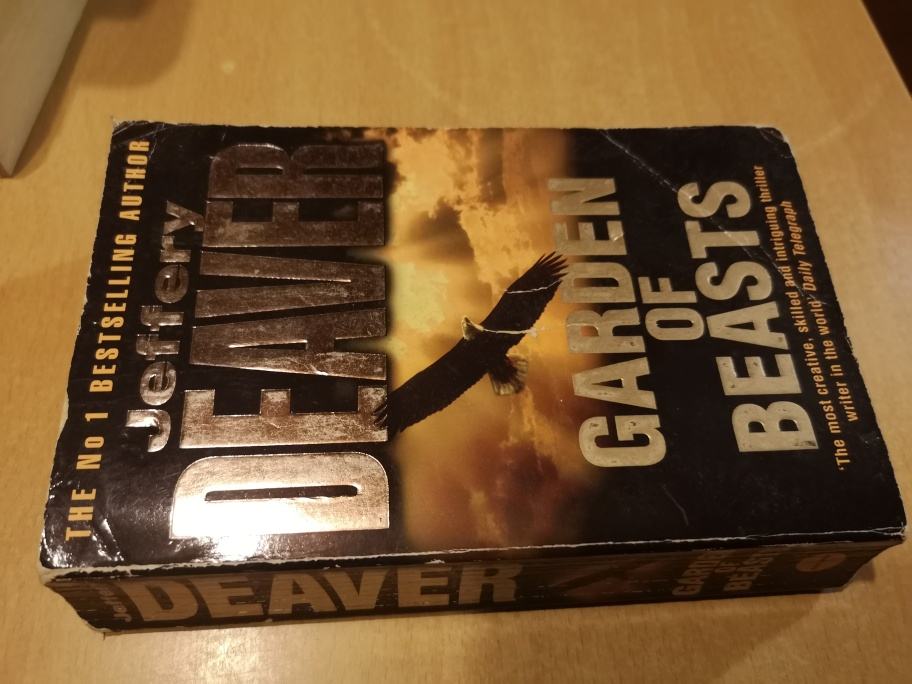 THE No 1 BESTSELLING AUTHOR
Jeffery
DEAVER
GARDEN
OF
BEASTS
'The most creative, skilled and intriguing thriller
writer in the world' Daily Telegraph
DEAVER
GARDEN
OF
BEASTS